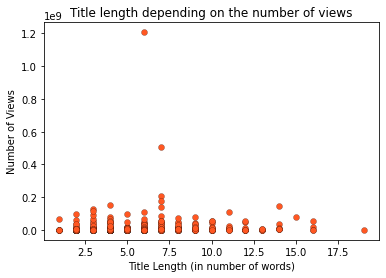 Title length depending on the number of views
1e9
1.2
1.0
0.8
0.6
0.4
0.2
0.0
Number of Views
2.5 5.0 7.5 10.0 12.5 15.0 17.5
Title Length (in number of words)